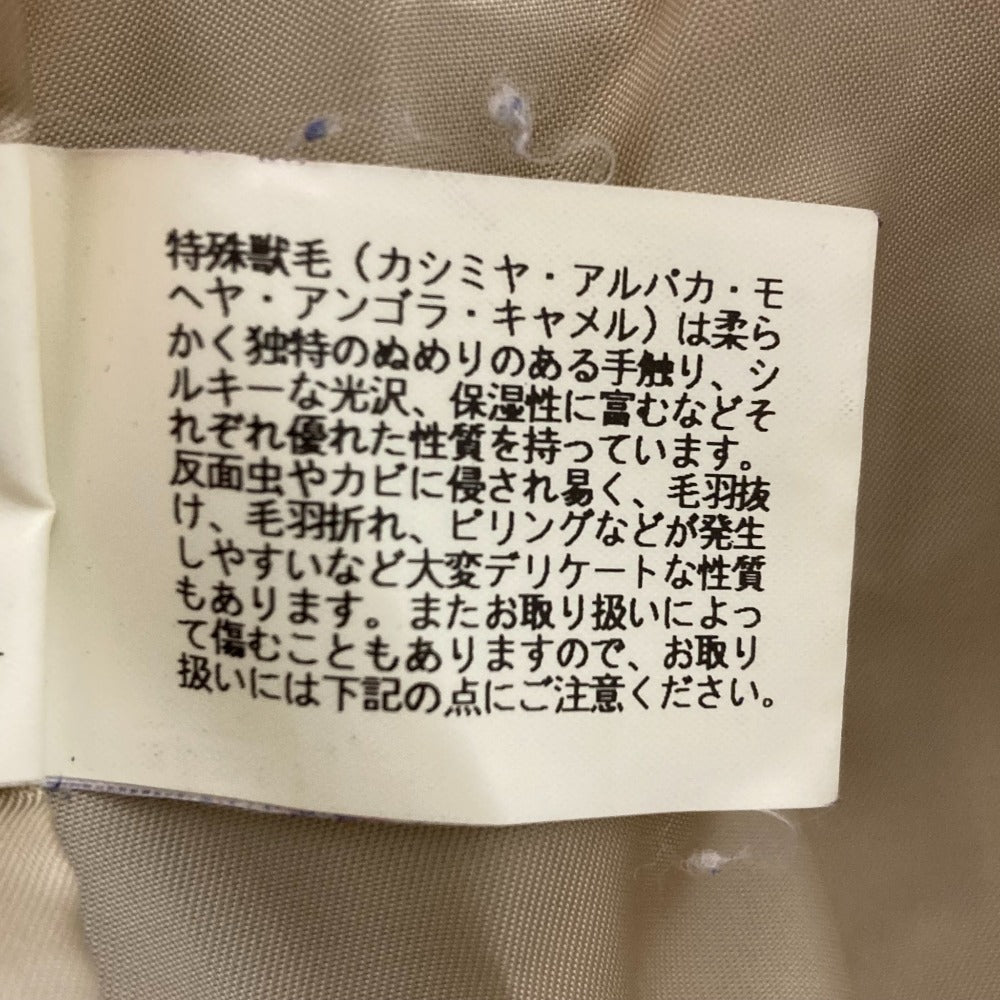 特殊獣毛（カシミヤ・アルパカ・モ
ヘヤ・アンゴラ・キャメル）は柔ら
かく独特のぬめりのある手触り、シ
ルキーな光沢、保湿性に富むなどそ
れぞれ優れた性質を持っています。
反面虫やカビに侵され易く、毛羽抜
け、毛羽折れ、ピリングなどが発生
しやすいなど大変デリケートな性質
もあります。またお取り扱いによっ
て傷むこともありますので、お取り
扱いには下記の点にご注意ください。